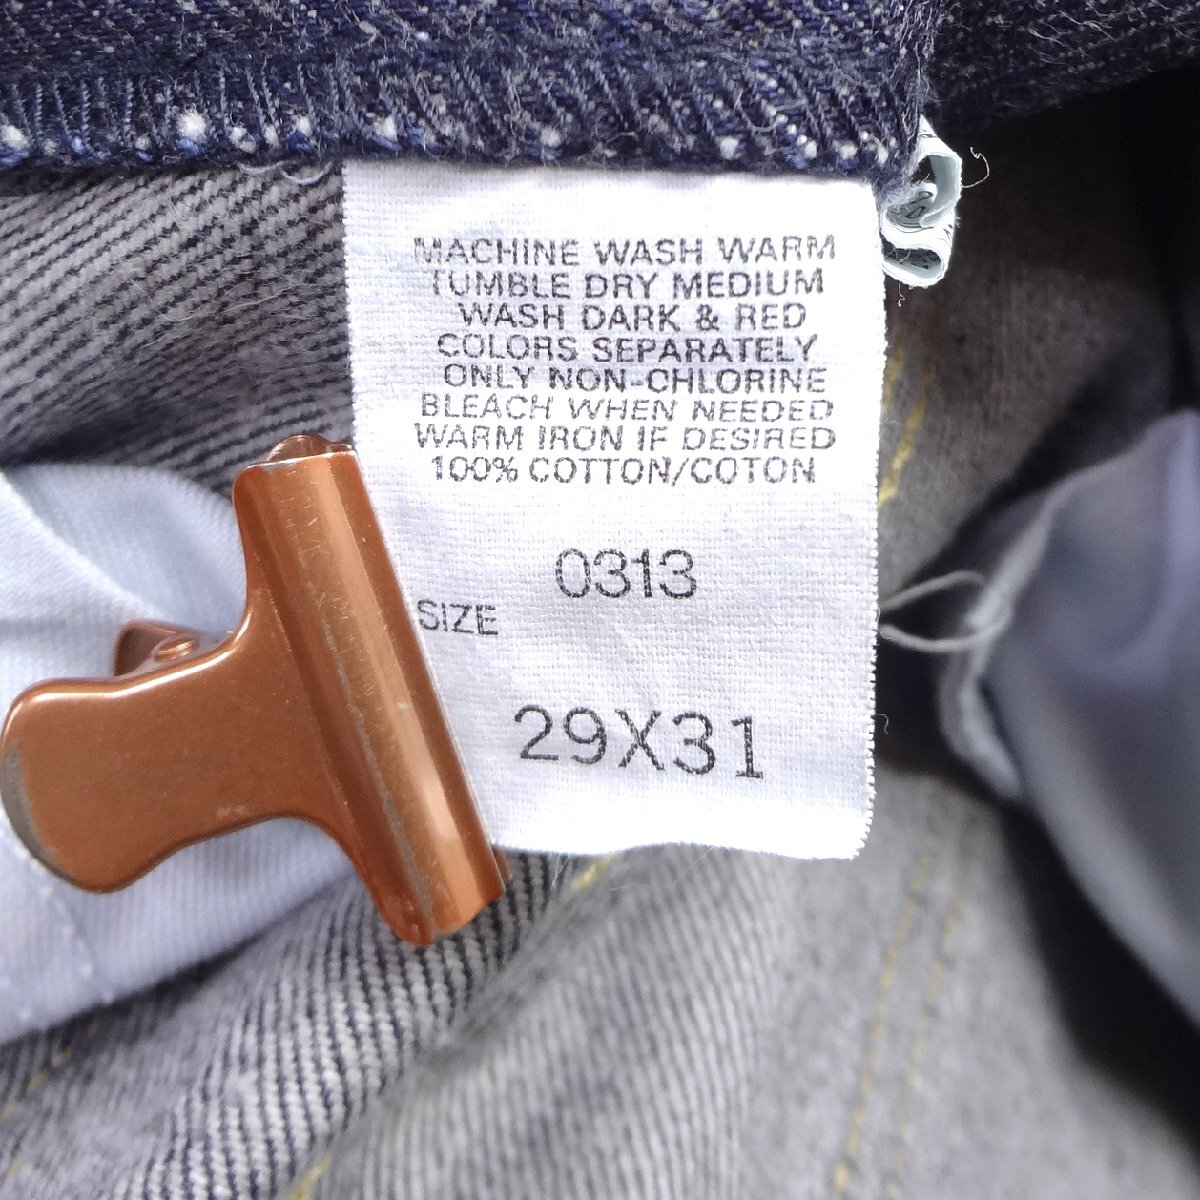 MACHINE WASH WARM
TUMBLE DRY MEDIUM
WASH DARK & RED
COLORS SEPARATELY
ONLY NON-CHLORINE
BLEACH WHEN NEEDED
WARM IRON IF DESIRED
100% COTTON/COTON
0313
SIZE
29X31